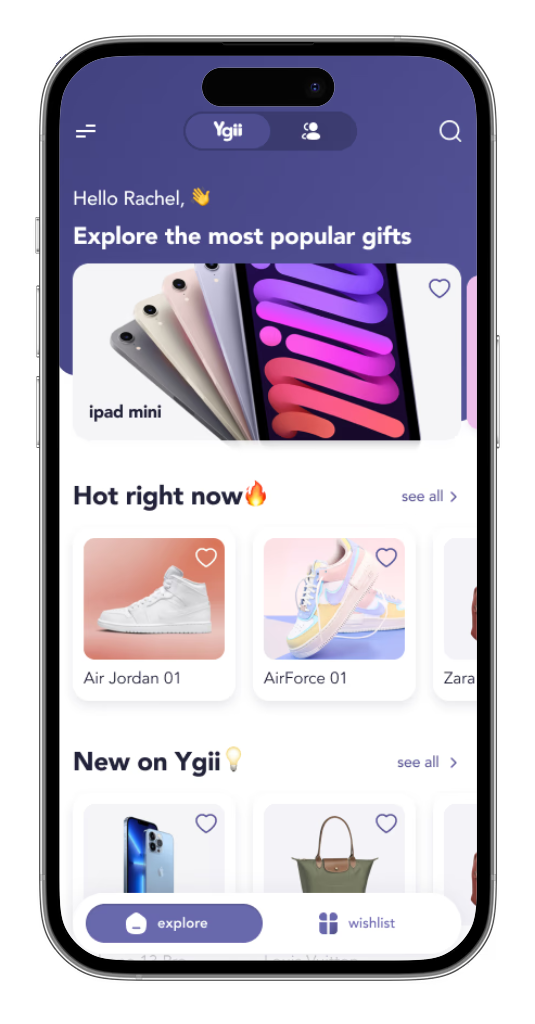 Ygii
Hello Rachel, 👋
Explore the most popular gifts
ipad mini
Hot right now🔥
see all >
Air Jordan 01
AirForce 01
Zara
New on Ygii💡
see all >
explore
wishlist